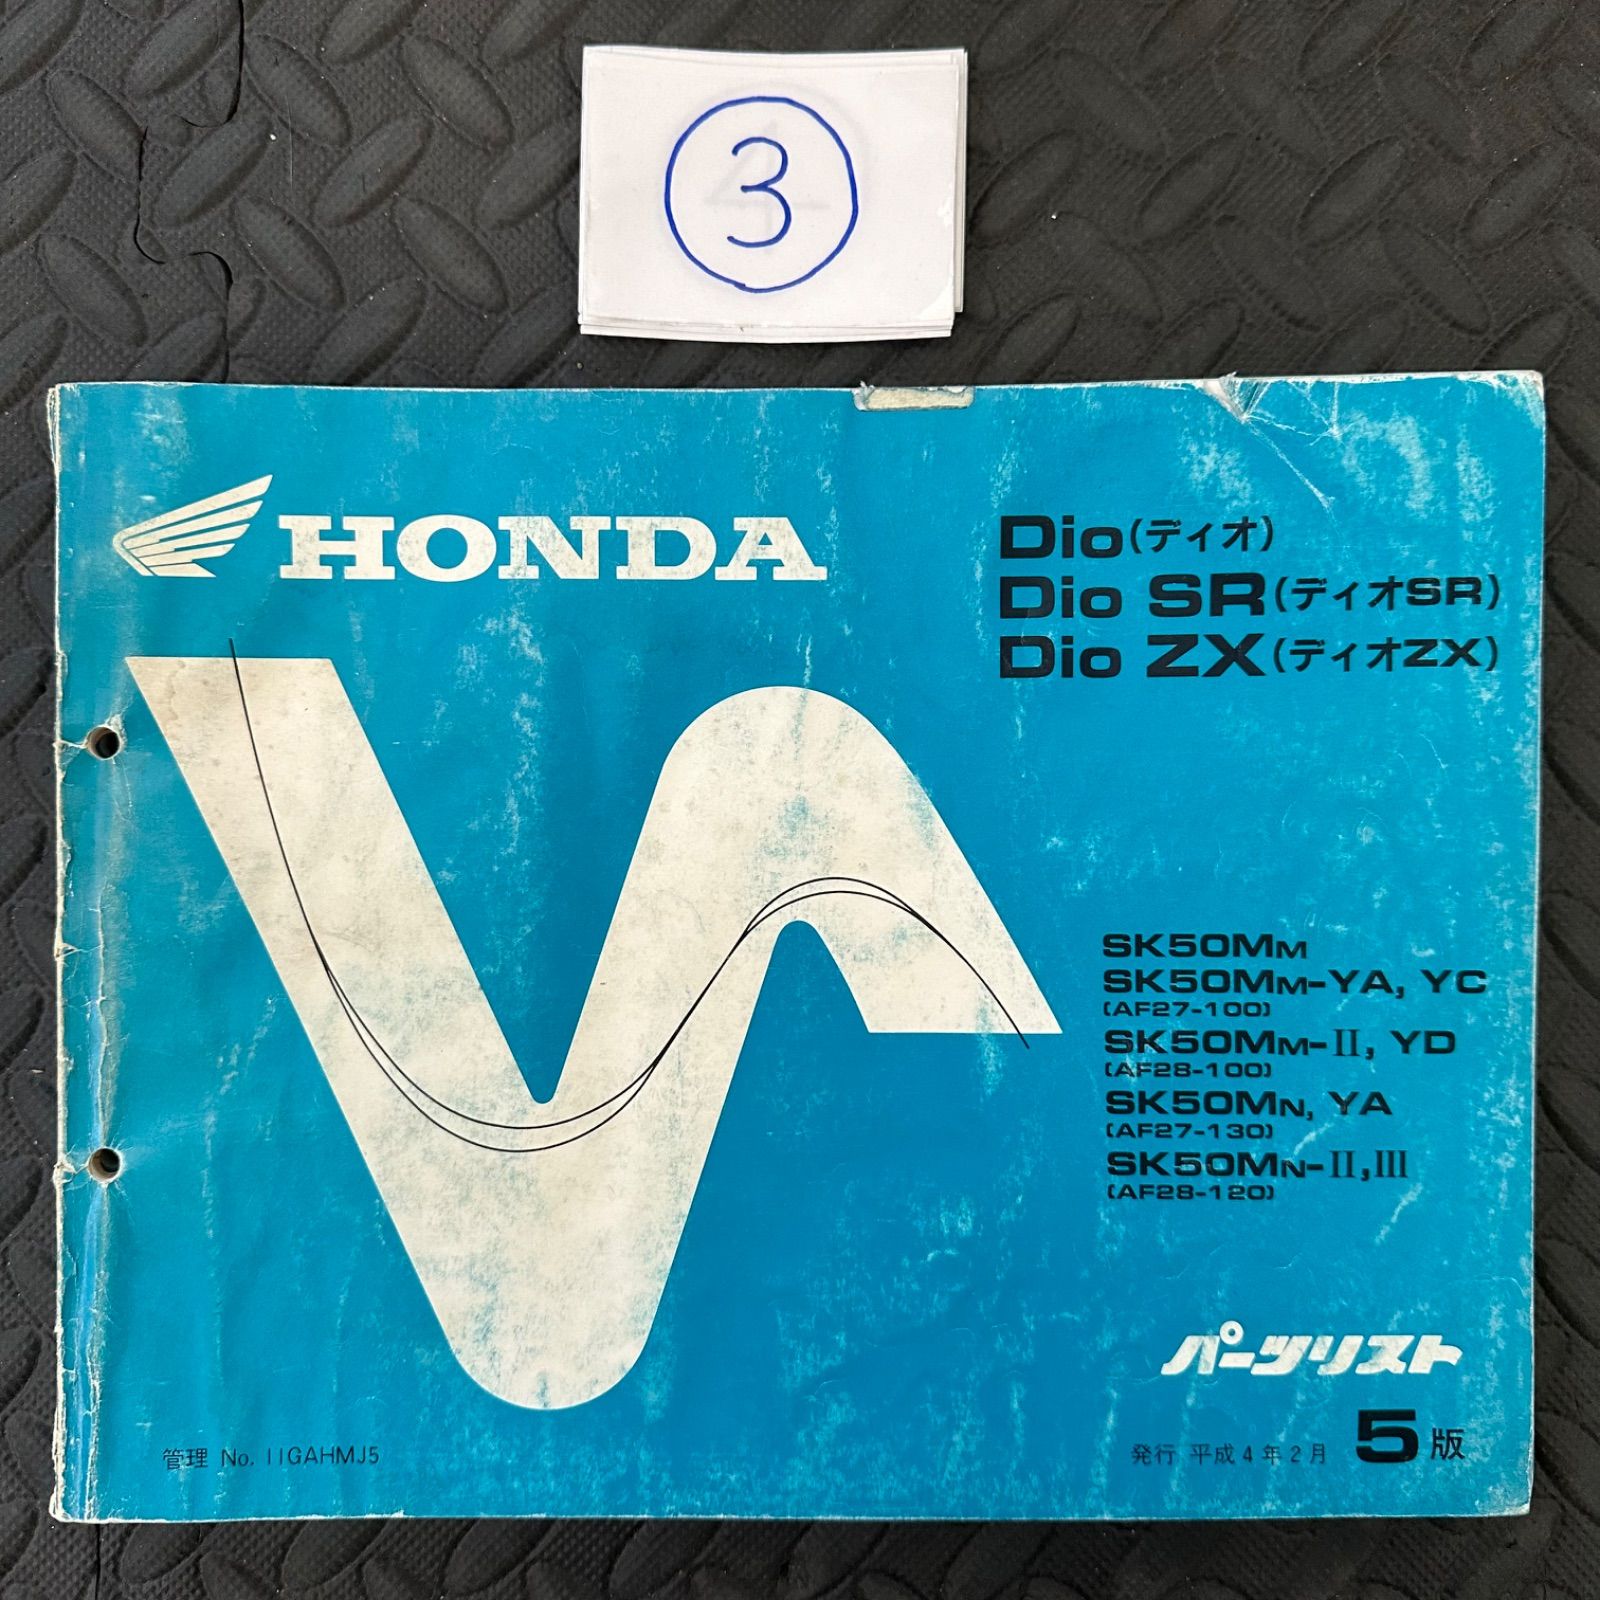 3
HONDA
Dio(ディオ)
Dio SR(ディオSR)
Dio ZX(ディオZX)
SK50MM
SK50MM-YA, YC
(AF27-100)
SK50MM-II, YD
(AF28-100)
SK50MN, YA
(AF27-130)
SK50MN-II,III
(AF28-120)
パーツリスト
管理 No. 11GAHMJ5
発行 平成4年2月 5版